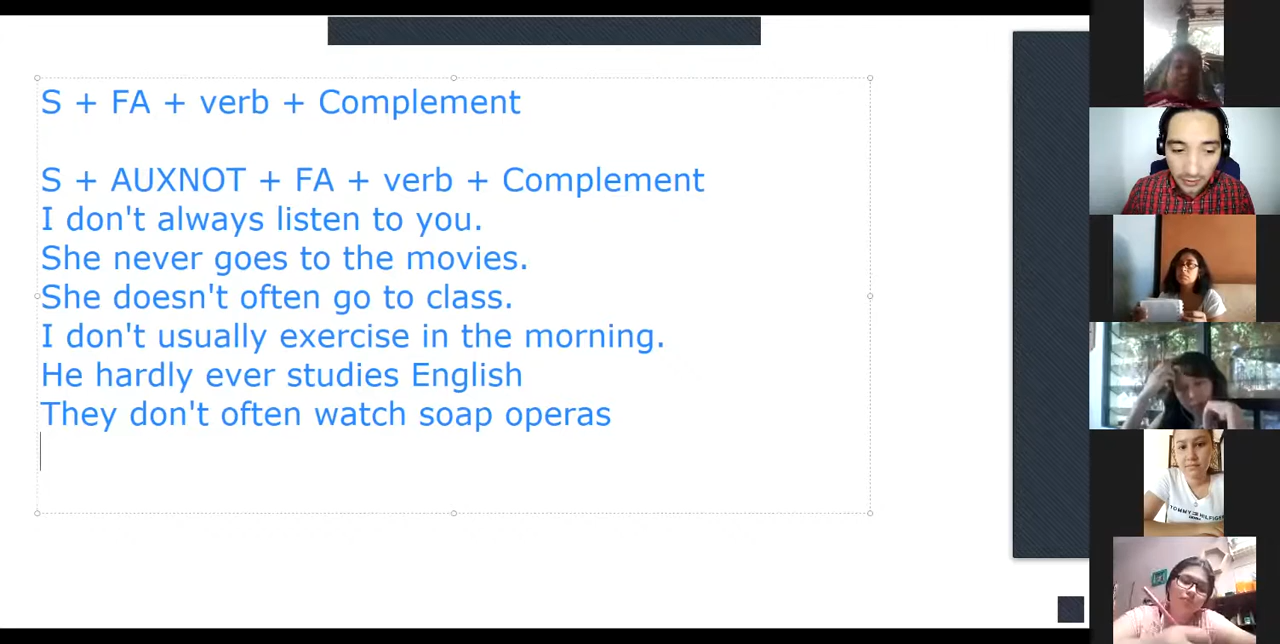 S + FA + verb + Complement
S + AUXNOT + FA + verb + Complement
I don't always listen to you.
She never goes to the movies.
She doesn't often go to class.
I don't usually exercise in the morning.
He hardly ever studies English
They don't often watch soap operas
TOMMY HILFIGER